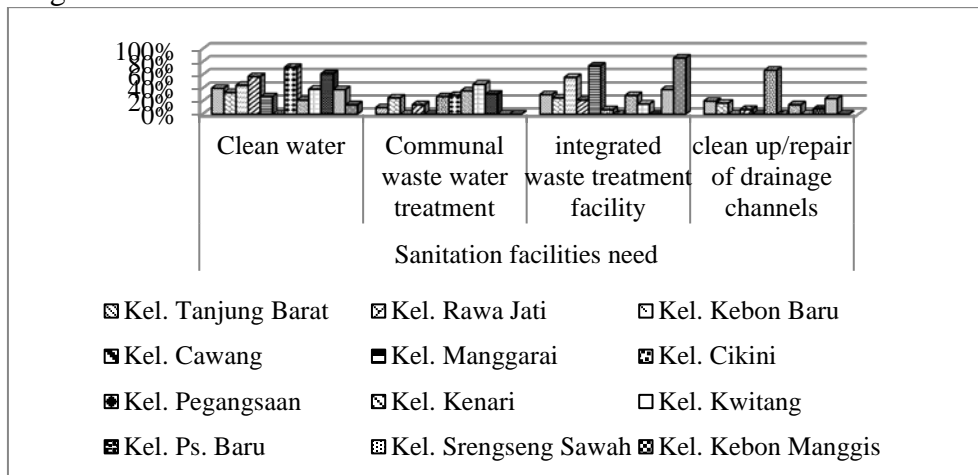 100%
80%
60%
40%
20%
0%
Clean water
Communal waste water treatment
integrated waste treatment facility
clean up/repair of drainage channels
Sanitation facilities need
Kel. Tanjung Barat
Kel. Rawa Jati
Kel. Kebon Baru
Kel. Cawang
Kel. Manggarai
Kel. Cikini
Kel. Pegangsaan
Kel. Kenari
Kel. Kwitang
Kel. Ps. Baru
Kel. Srengseng Sawah
Kel. Kebon Manggis